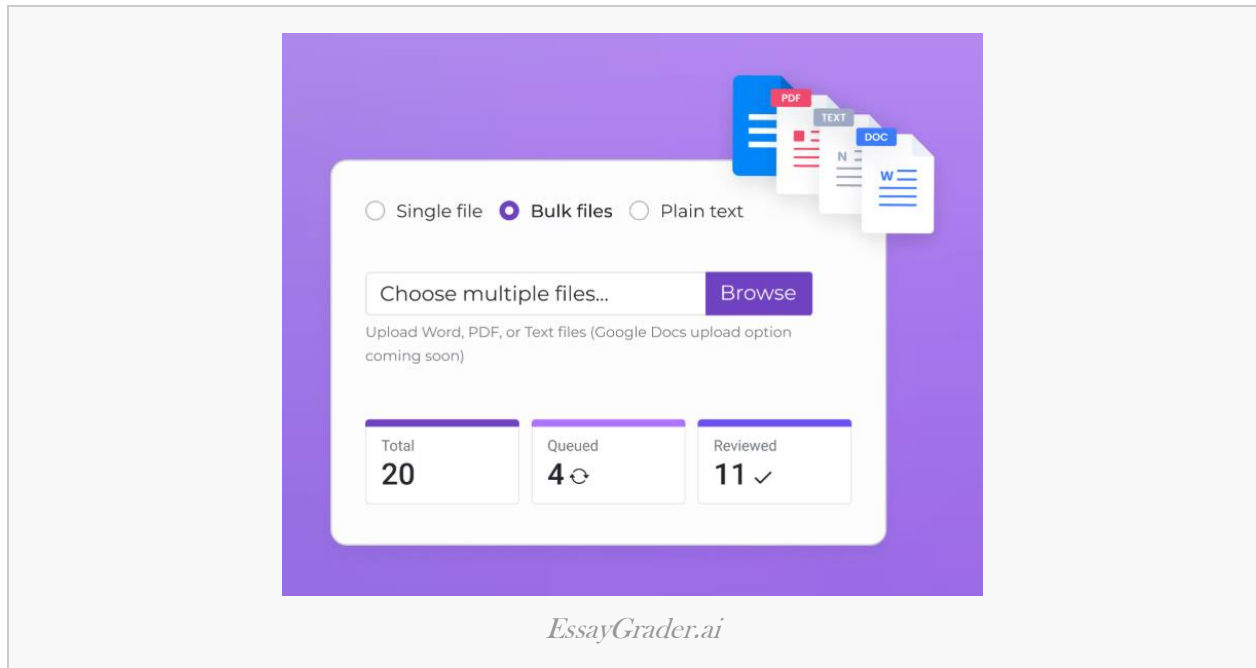 PDF
TEXT
DOC
N
W
Single file Bulk files Plain text
Choose multiple files... Browse
Upload Word, PDF, or Text files (Google Docs upload option
coming soon)
Total Queued Reviewed
20 4 11
EssayGrader.ai